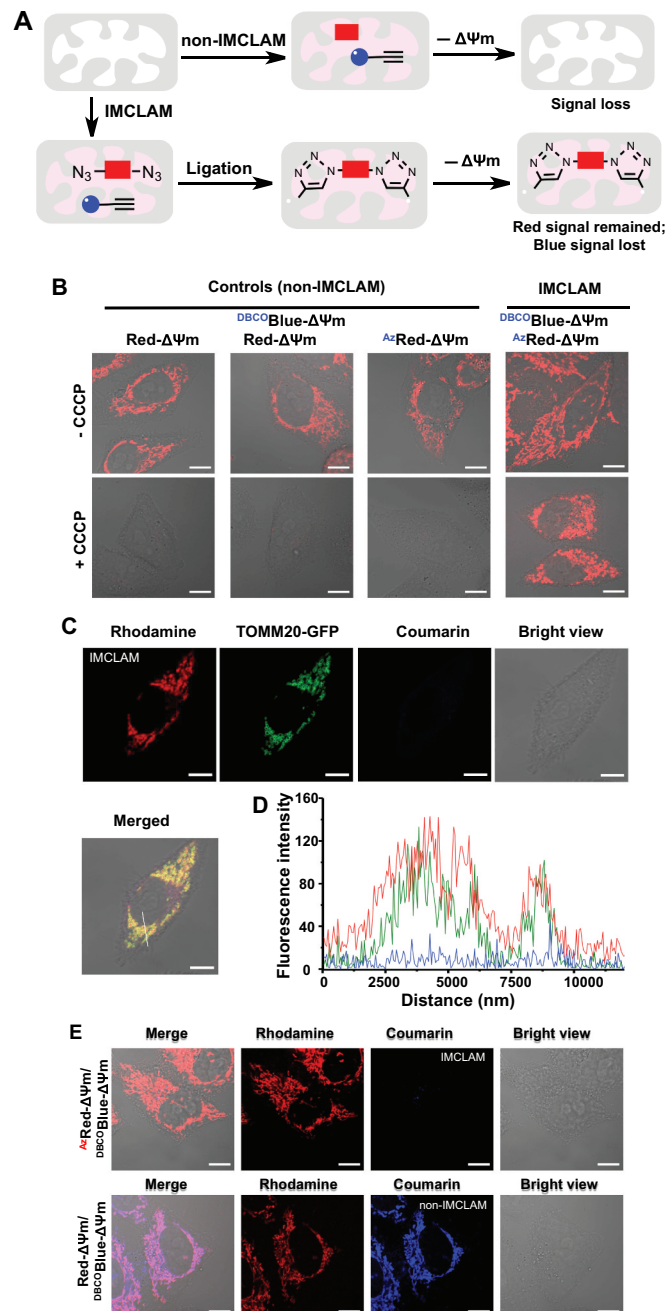 A
non-IMCLAM
– ΔΨm
Signal loss
IMCLAM
N3
N3
Ligation
N
N
N
N
N
N
– ΔΨm
N
N
N
N
N
N
Red signal remained;
Blue signal lost
B
Controls (non-IMCLAM)
IMCLAM
Red-ΔΨm
DBCOBlue-ΔΨm
Red-ΔΨm
AzRed-ΔΨm
DBCOBlue-ΔΨm
AzRed-ΔΨm
- CCCP
+ CCCP
C
Rhodamine
TOMM20-GFP
Coumarin
Bright view
IMCLAM
Merged
D
Fluorescence intensity
160
120
80
40
0
0
2500
5000
7500
10000
Distance (nm)
E
Merge
Rhodamine
Coumarin
Bright view
AzRed-ΔΨm/
DBCOBlue-ΔΨm
IMCLAM
Merge
Rhodamine
Coumarin
Bright view
Red-ΔΨm/
DBCOBlue-ΔΨm
non-IMCLAM